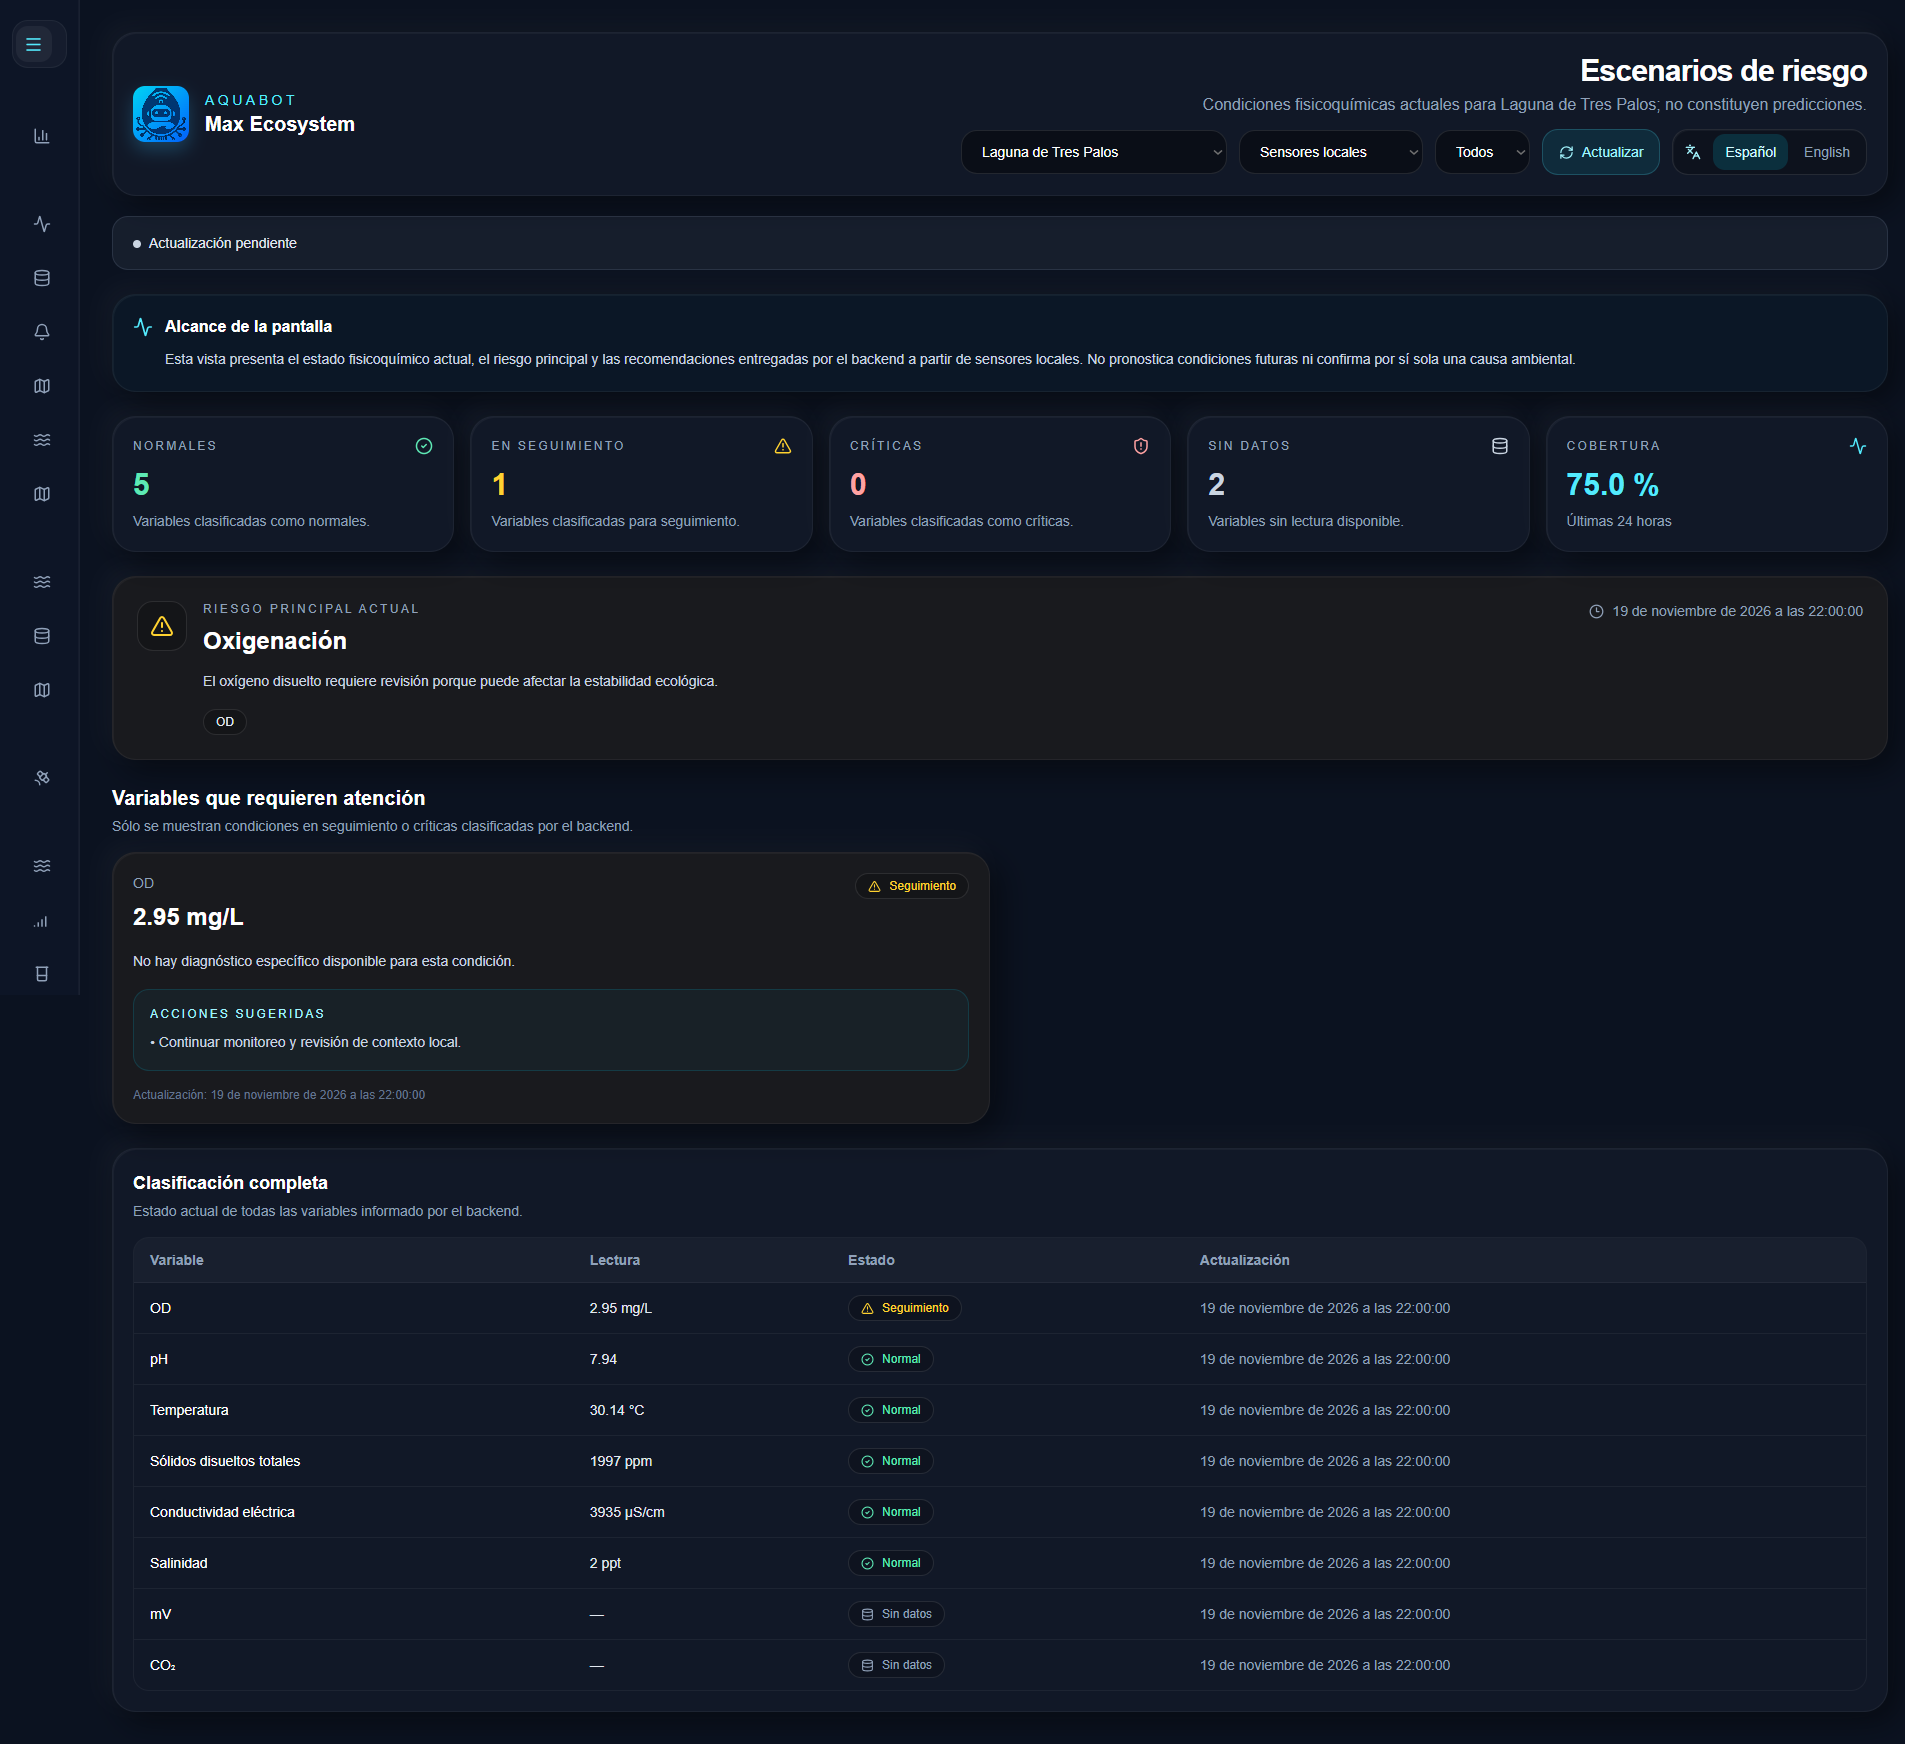 AQUABOT
Max Ecosystem
Escenarios de riesgo
Condiciones fisicoquímicas actuales para Laguna de Tres Palos; no constituyen predicciones.
Laguna de Tres Palos
Sensores locales
Todos
Actualizar
Español
English
Actualización pendiente
Alcance de la pantalla
Esta vista presenta el estado fisicoquímico actual, el riesgo principal y las recomendaciones entregadas por el backend a partir de sensores locales. No pronostica condiciones futuras ni confirma por sí sola una causa ambiental.
NORMALES
5
Variables clasificadas como normales.
EN SEGUIMIENTO
1
Variables clasificadas para seguimiento.
CRÍTICAS
0
Variables clasificadas como críticas.
SIN DATOS
2
Variables sin lectura disponible.
COBERTURA
75.0 %
Últimas 24 horas
RIESGO PRINCIPAL ACTUAL
19 de noviembre de 2026 a las 22:00:00
Oxigenación
El oxígeno disuelto requiere revisión porque puede afectar la estabilidad ecológica.
OD
Variables que requieren atención
Sólo se muestran condiciones en seguimiento o críticas clasificadas por el backend.
OD
Seguimiento
2.95 mg/L
No hay diagnóstico específico disponible para esta condición.
ACCIONES SUGERIDAS
• Continuar monitoreo y revisión de contexto local.
Actualización: 19 de noviembre de 2026 a las 22:00:00
Clasificación completa
Estado actual de todas las variables informado por el backend.
Variable Lectura Estado Actualización
OD 2.95 mg/L Seguimiento 19 de noviembre de 2026 a las 22:00:00
pH 7.94 Normal 19 de noviembre de 2026 a las 22:00:00
Temperatura 30.14 °C Normal 19 de noviembre de 2026 a las 22:00:00
Sólidos disueltos totales 1997 ppm Normal 19 de noviembre de 2026 a las 22:00:00
Conductividad eléctrica 3935 µS/cm Normal 19 de noviembre de 2026 a las 22:00:00
Salinidad 2 ppt Normal 19 de noviembre de 2026 a las 22:00:00
mV — Sin datos 19 de noviembre de 2026 a las 22:00:00
CO₂ — Sin datos 19 de noviembre de 2026 a las 22:00:00